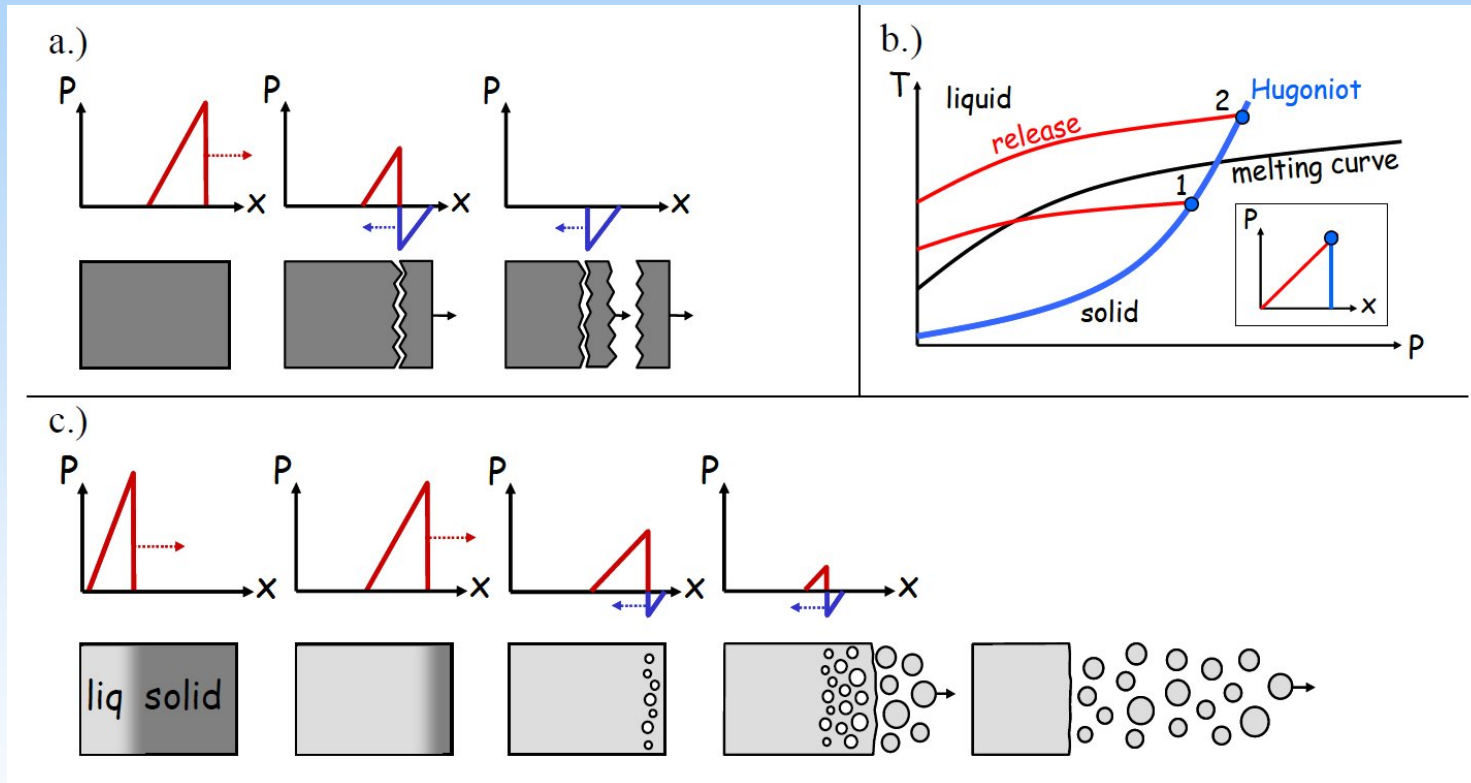 a.)
P
x
P
x
P
x
b.)
T
liquid
release
2
Hugoniot
melting curve
1
solid
P
x
P
c.)
P
x
P
x
P
x
P
x
liq solid